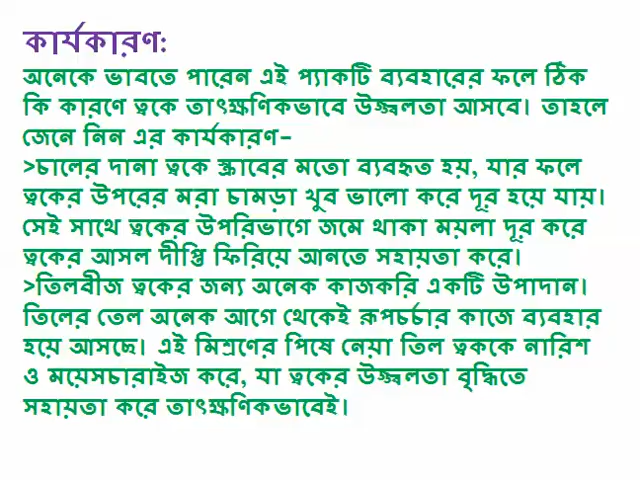 কার্যকারণ:
অনেকে ভাবতে পারেন এই প্যাকটি ব্যবহারের ফলে ঠিক
কি কারণে ত্বকে তাৎক্ষণিকভাবে উজ্জ্বলতা আসবে। তাহলে
জেনে নিন এর কার্যকারণ–
>চালের দানা ত্বকে স্ক্রাবের মতো ব্যবহৃত হয়, যার ফলে
ত্বকের উপরের মরা চামড়া খুব ভালো করে দূর হয়ে যায়।
সেই সাথে ত্বকের উপরিভাগে জমে থাকা ময়লা দূর করে
ত্বকের আসল দীপ্তি ফিরিয়ে আনতে সহায়তা করে।
>তিলবীজ ত্বকের জন্য অনেক কাজকরি একটি উপাদান।
তিলের তেল অনেক আগে থেকেই রূপচর্চার কাজে ব্যবহার
হয়ে আসছে। এই মিশ্রণের পিষে নেয়া তিল ত্বককে নারিশ
ও ময়েসচারাইজ করে, যা ত্বকের উজ্জ্বলতা বৃদ্ধিতে
সহায়তা করে তাৎক্ষণিকভাবেই।